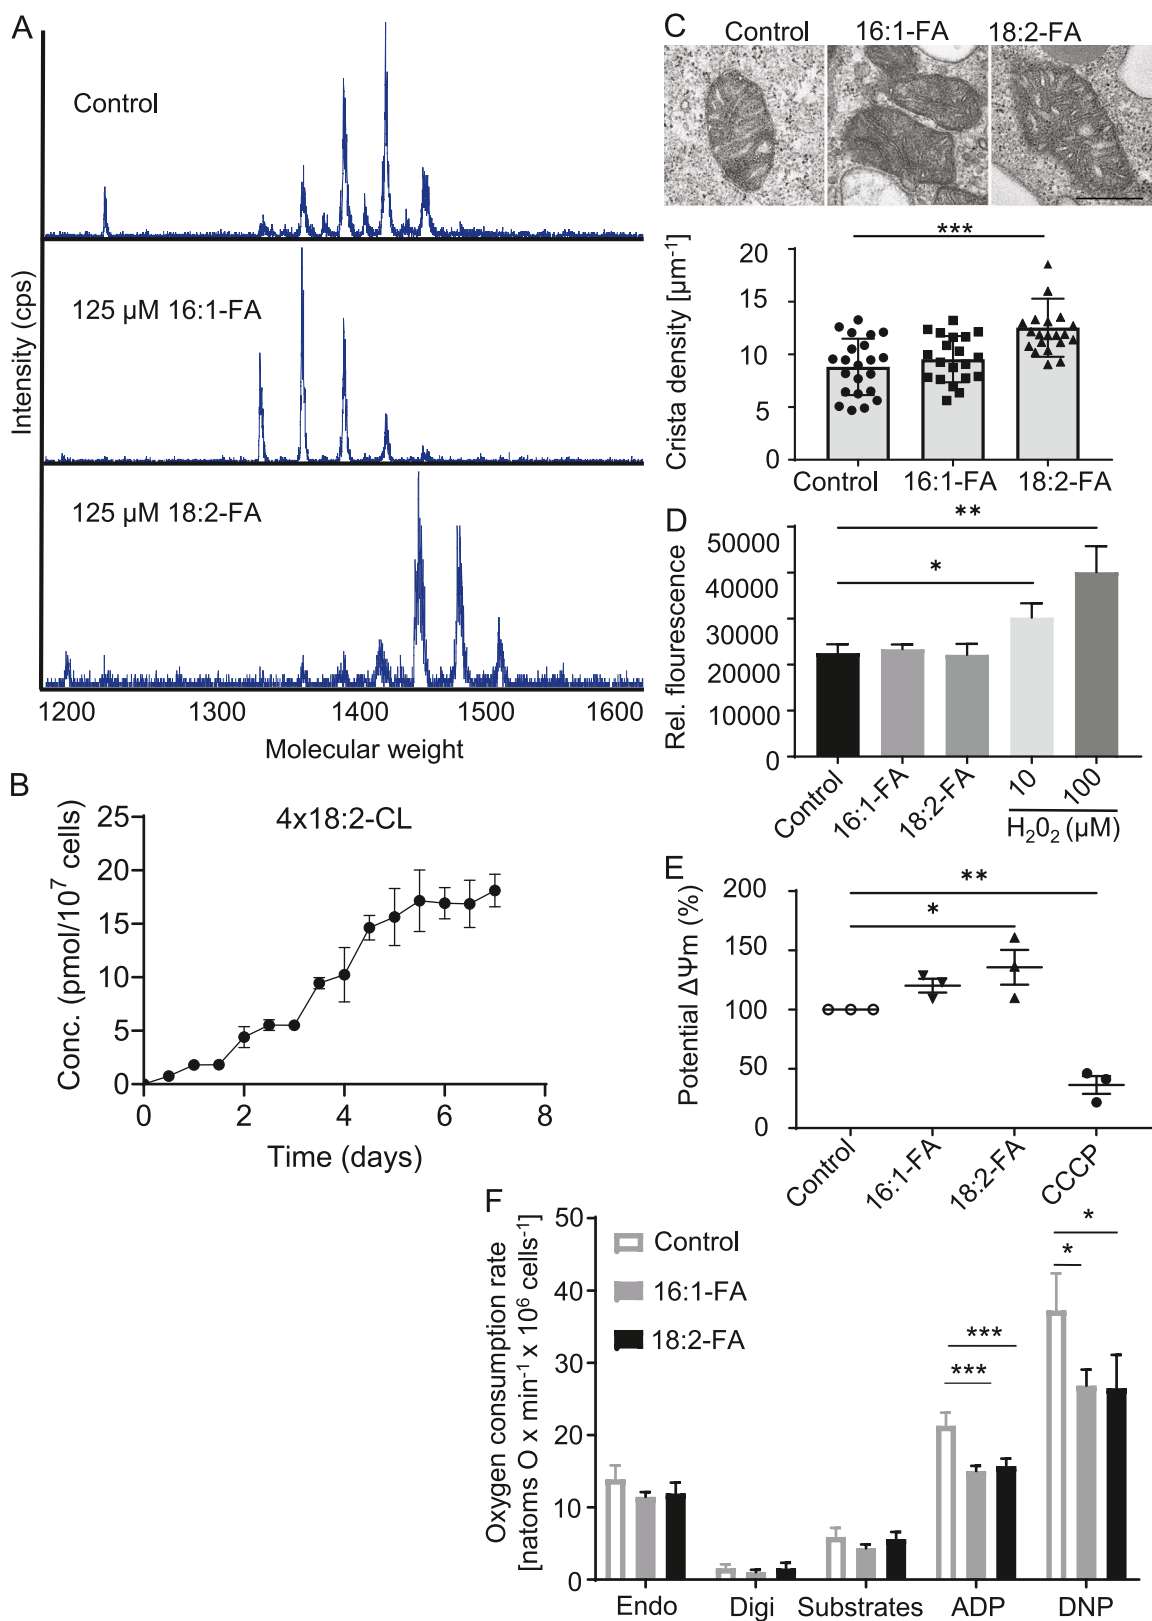 A
Control
125 µM 16:1-FA
125 µM 18:2-FA
Intensity (cps)
1200 1300 1400 1500 1600
Molecular weight
B
4x18:2-CL
Conc. (pmol/10⁷ cells)
25
20
15
10
5
0
0 2 4 6 8
Time (days)
C
Control 16:1-FA 18:2-FA
***
Crista density [µm⁻¹]
20
15
10
5
0
Control 16:1-FA 18:2-FA
D
**
*
Rel. flourescence
50000
40000
30000
20000
10000
0
Control 16:1-FA 18:2-FA 10 100
H₂0₂ (µM)
E
**
*
Potential ΔΨm (%)
200
150
100
50
0
Control 16:1-FA 18:2-FA CCCP
F
Oxygen consumption rate
[natoms O x min⁻¹ x 10⁶ cells⁻¹]
50
40
30
20
10
0
Control
16:1-FA
18:2-FA
***
***
*
*
Endo Digi Substrates ADP DNP